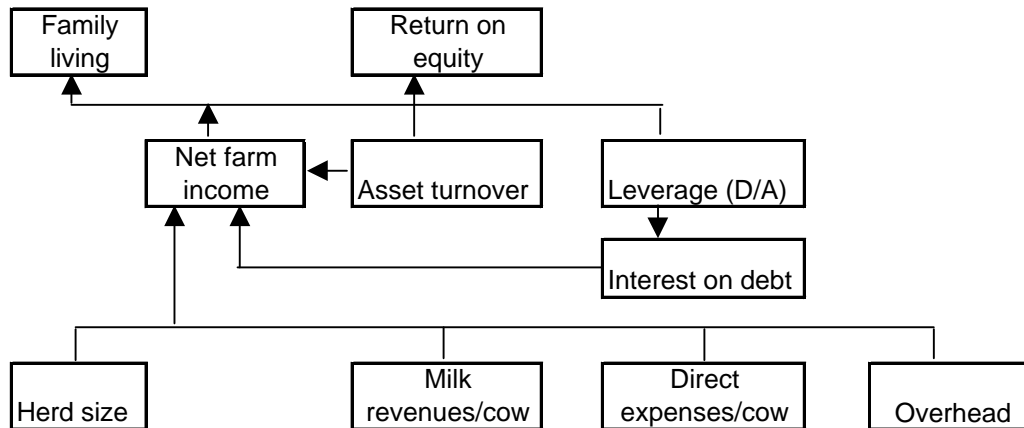 Family
living
Return on
equity
Net farm
income
Asset turnover
Leverage (D/A)
Interest on debt
Herd size
Milk
revenues/cow
Direct
expenses/cow
Overhead